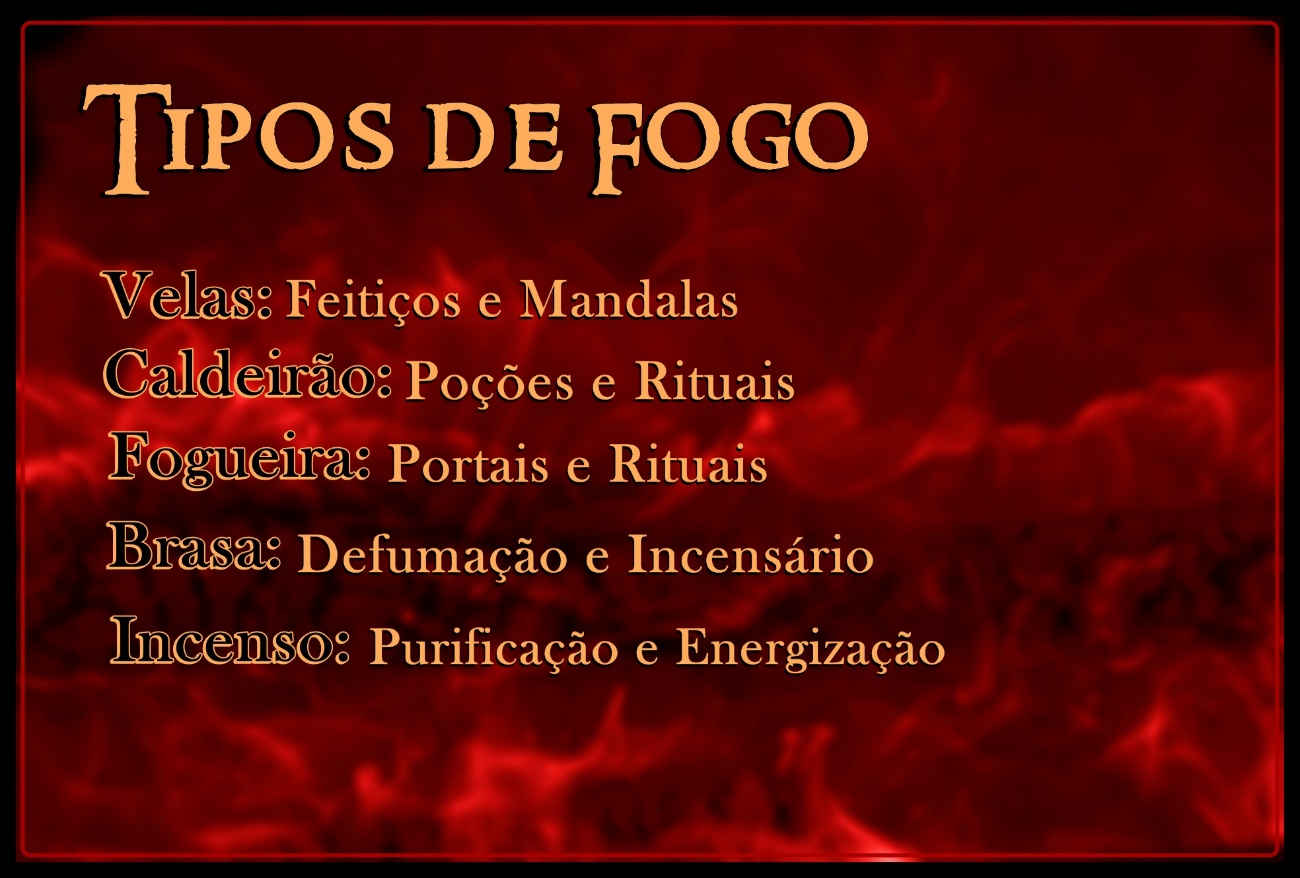 Tipos de Fogo
Velas: Feitiços e Mandalas
Caldeirão: Poções e Rituais
Fogueira: Portais e Rituais
Brasa: Defumação e Incensário
Incenso: Purificação e Energização